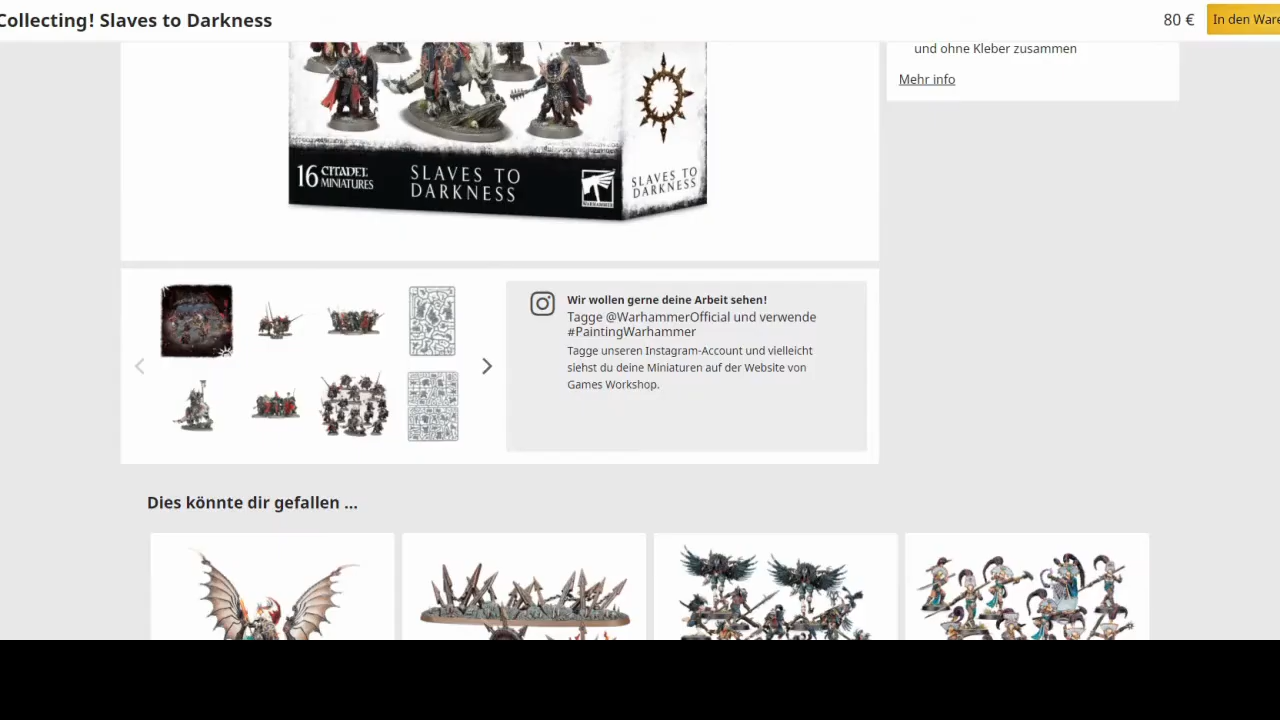 Collecting! Slaves to Darkness
80 €
In den Ware
und ohne Kleber zusammen
Mehr info
16 CITADEL
MINIATURES
SLAVES TO
DARKNESS
WARHAMMER
SLAVES TO
DARKNESS
Wir wollen gerne deine Arbeit sehen!
Tagge @WarhammerOfficial und verwende
#PaintingWarhammer
Tagge unseren Instagram-Account und vielleicht
siehst du deine Miniaturen auf der Website von
Games Workshop.
Dies könnte dir gefallen ...